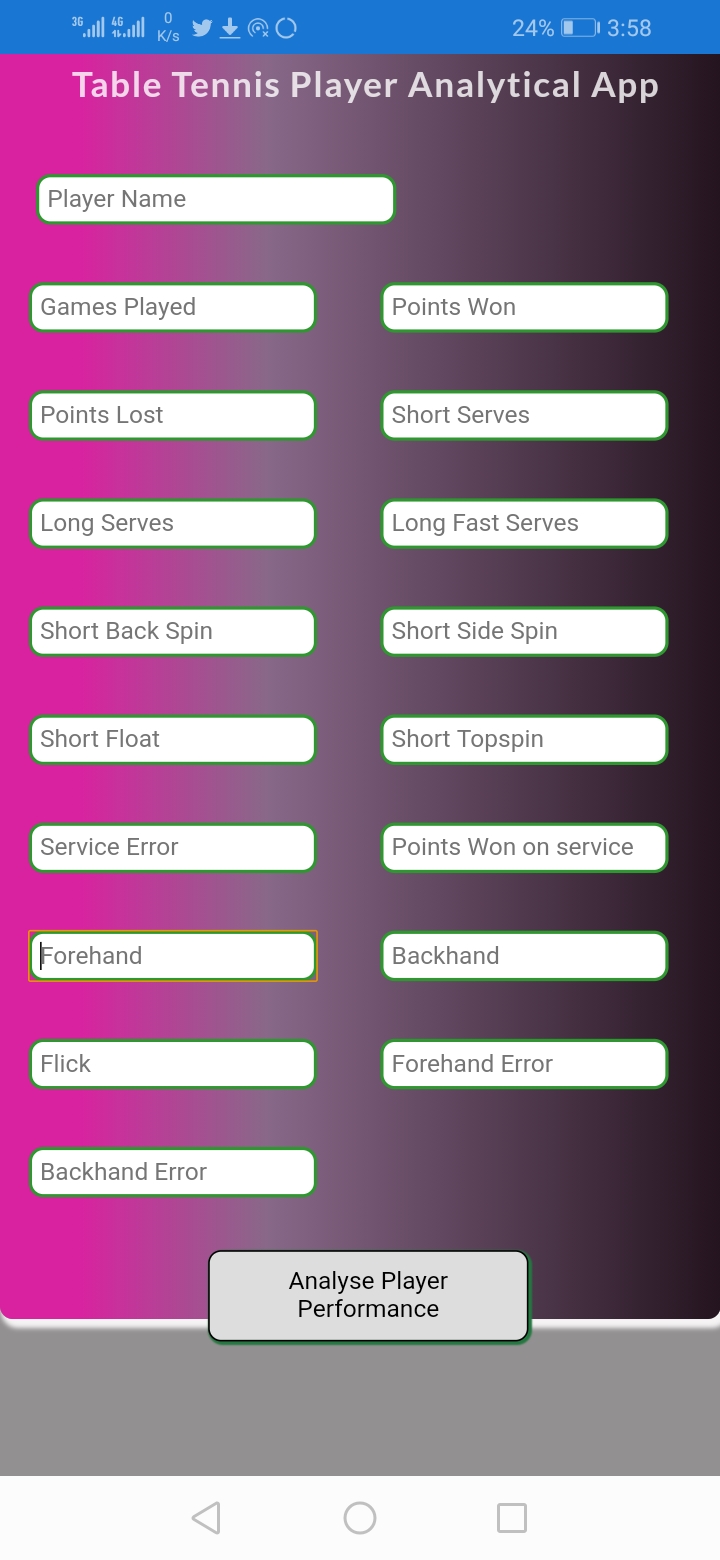 3G 4G 0 K/s 24% 3:58
Table Tennis Player Analytical App
Player Name
Games Played Points Won
Points Lost Short Serves
Long Serves Long Fast Serves
Short Back Spin Short Side Spin
Short Float Short Topspin
Service Error Points Won on service
Forehand Backhand
Flick Forehand Error
Backhand Error
Analyse Player
Performance